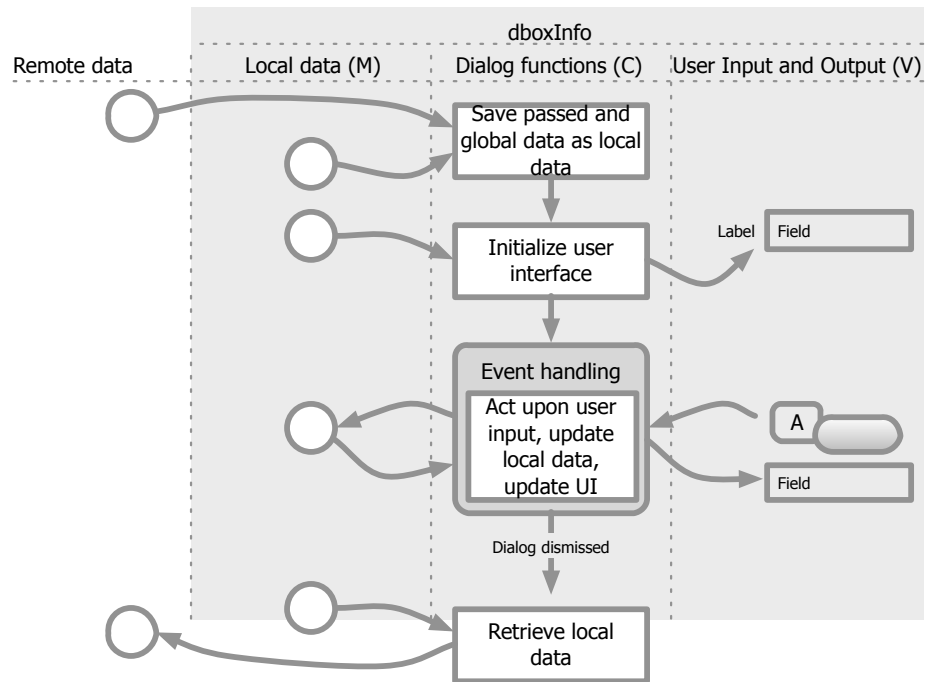 dboxInfo
Remote data
Local data (M)
Dialog functions (C)
User Input and Output (V)
Save passed and
global data as local
data
Initialize user
interface
Label
Field
Event handling
Act upon user
input, update
local data,
update UI
A
Field
Dialog dismissed
Retrieve local
data